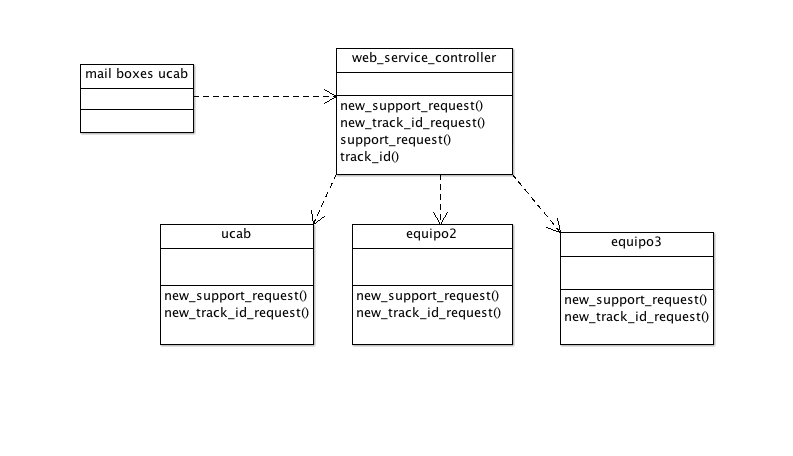 mail boxes ucab
web_service_controller
new_support_request()
new_track_id_request()
support_request()
track_id()
ucab
new_support_request()
new_track_id_request()
equipo2
new_support_request()
new_track_id_request()
equipo3
new_support_request()
new_track_id_request()